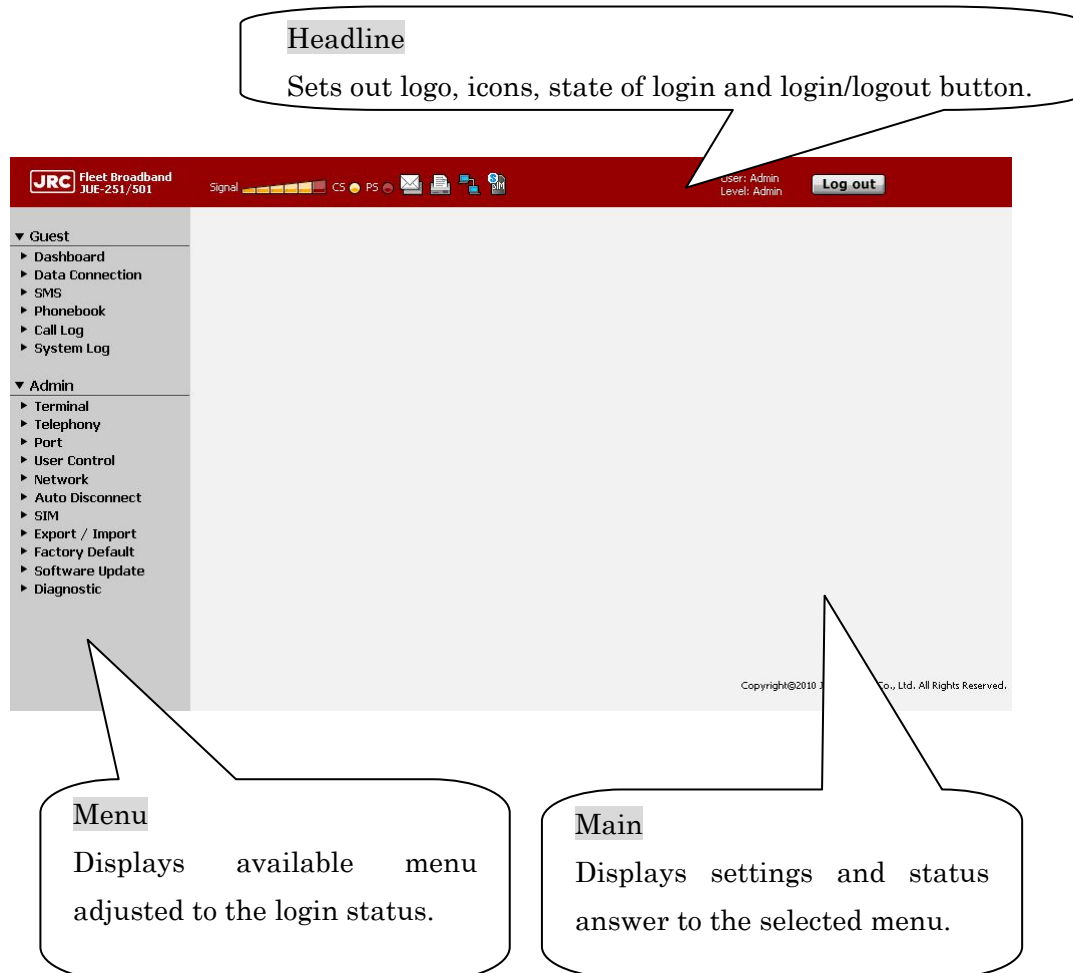 Headline
Sets out logo, icons, state of login and login/logout button.
JRC Fleet Broadband
JUE-251/501
Signal CS PS
SIM
User: Admin
Level: Admin
Log out
Guest
Dashboard
Data Connection
SMS
Phonebook
Call Log
System Log
Admin
Terminal
Telephony
Port
User Control
Network
Auto Disconnect
SIM
Export / Import
Factory Default
Software Update
Diagnostic
Copyright©2010 Co., Ltd. All Rights Reserved.
Menu
Displays available menu
adjusted to the login status.
Main
Displays settings and status
answer to the selected menu.